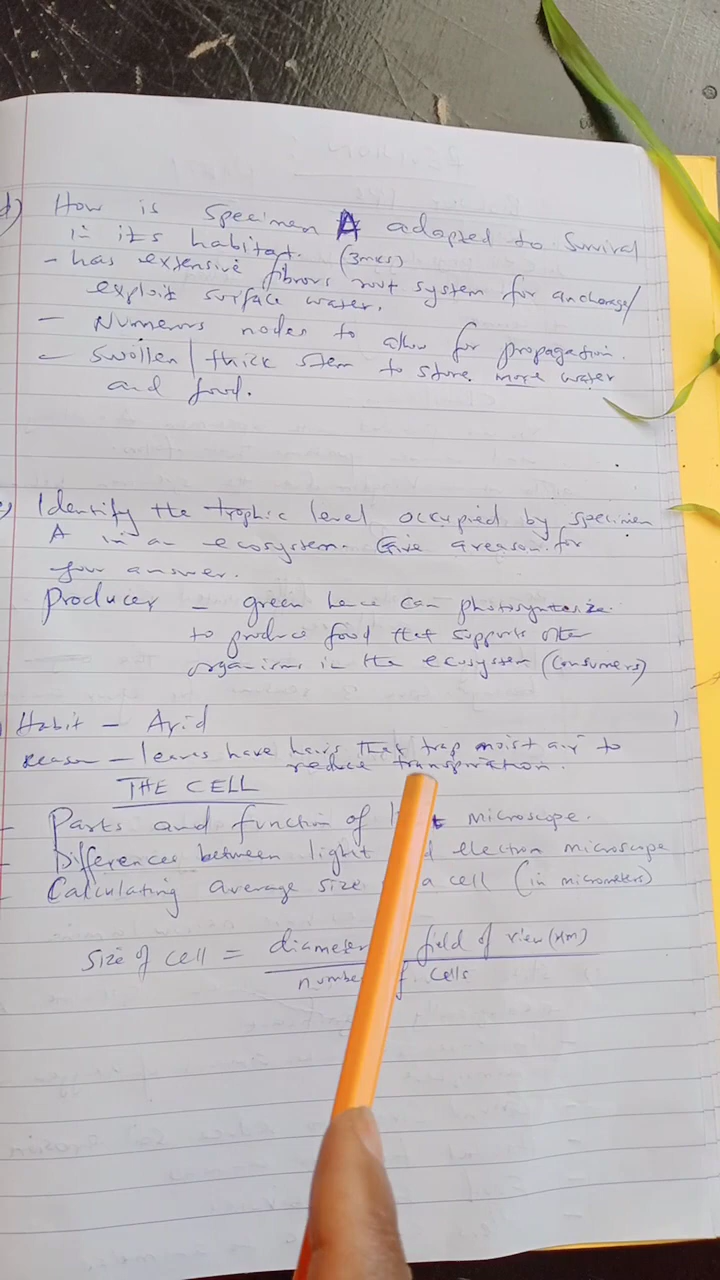 d) How is specimen A adapted to survival
in its habitat. (3mks)
- has extensive fibrous root system for anchorage/
exploit surface water.
- Numerous nodes to allow for propagation.
- Swollen/thick stem to store more water
and food.
Identify the trophic level occupied by specimen
A in an ecosystem. Give a reason for
your answer.
Producer - green hence can photosynthesize
to produce food that supports other
organisms in the ecosystem (consumers)
Habit - Arid
reason - leaves have hairs that trap moist air to
reduce transpiration.
THE CELL
- Parts and function of microscope.
- Differences between light electron microscope
- Calculating average size a cell (in micrometers)
size of cell = diameter field of view (μm)
number of cells